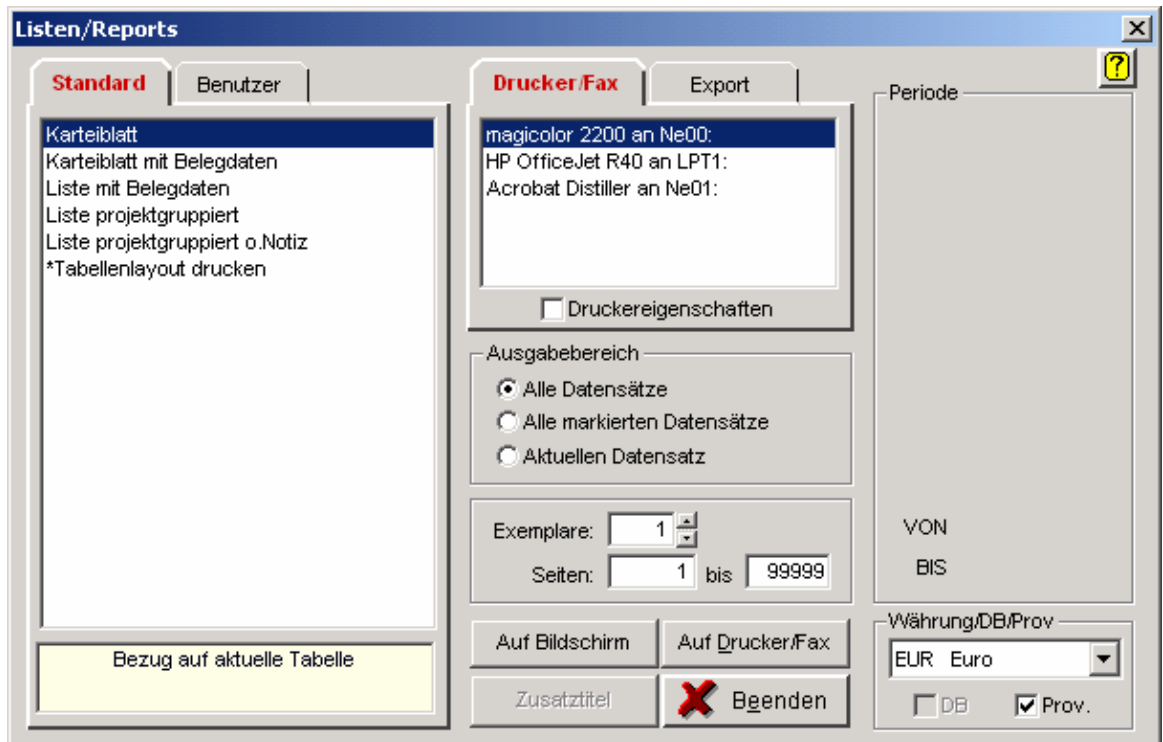 Listen/Reports
Standard
Benutzer
Karteiblatt
Karteiblatt mit Belegdaten
Liste mit Belegdaten
Liste projektgruppiert
Liste projektgruppiert o.Notiz
*Tabellenlayout drucken
Bezug auf aktuelle Tabelle
Drucker/Fax
Export
magicolor 2200 an Ne00:
HP OfficeJet R40 an LPT1:
Acrobat Distiller an Ne01:
Druckereigenschaften
Ausgabebereich
Alle Datensätze
Alle markierten Datensätze
Aktuellen Datensatz
Exemplare: 1
Seiten: 1 bis 99999
Auf Bildschirm
Auf Drucker/Fax
Zusatztitel
Beenden
?
Periode
VON
BIS
Währung/DB/Prov
EUR Euro
DB
Prov.